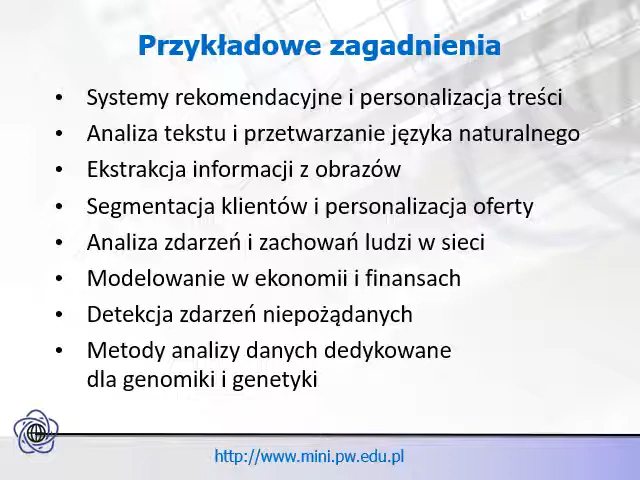 Przykładowe zagadnienia
• Systemy rekomendacyjne i personalizacja treści
• Analiza tekstu i przetwarzanie języka naturalnego
• Ekstrakcja informacji z obrazów
• Segmentacja klientów i personalizacja oferty
• Analiza zdarzeń i zachowań ludzi w sieci
• Modelowanie w ekonomii i finansach
• Detekcja zdarzeń niepożądanych
• Metody analizy danych dedykowane
dla genomiki i genetyki
http://www.mini.pw.edu.pl